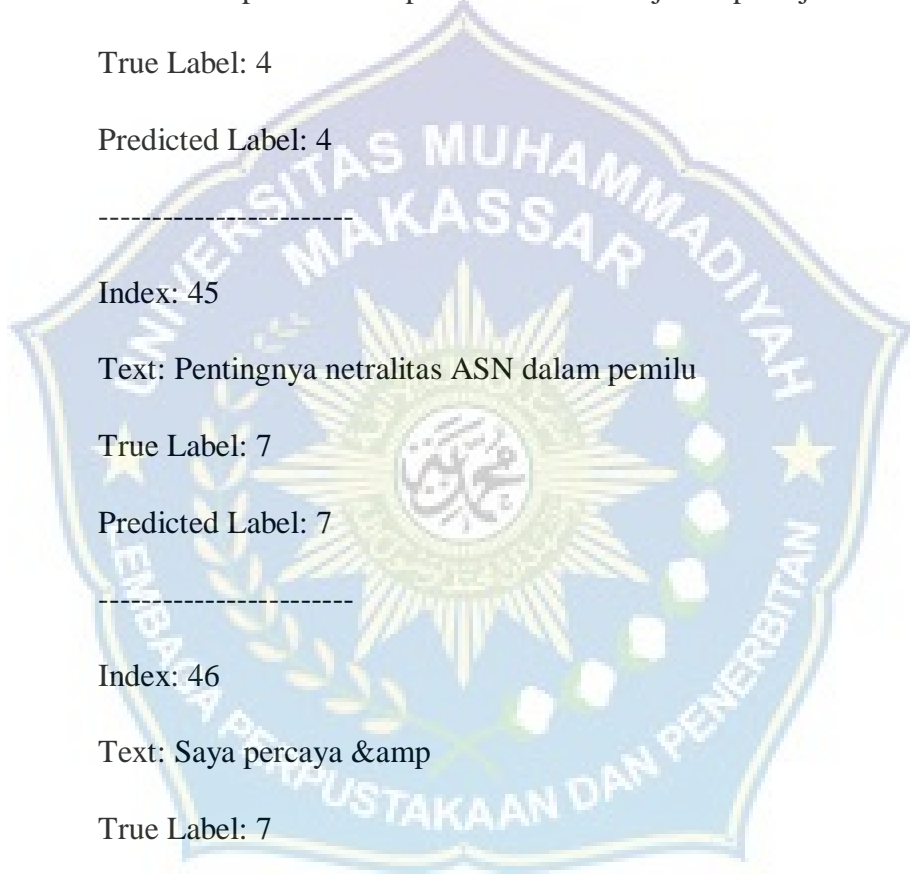 True Label: 4
Predicted Label: 4
-------------------------
Index: 45
Text: Pentingnya netralitas ASN dalam pemilu
True Label: 7
Predicted Label: 7
-------------------------
Index: 46
Text: Saya percaya &amp
True Label: 7
UNIVERSITAS MUHAMMADIYAH
MAKASSAR
LEMBAGA PERPUSTAKAAN DAN PENERBITAN